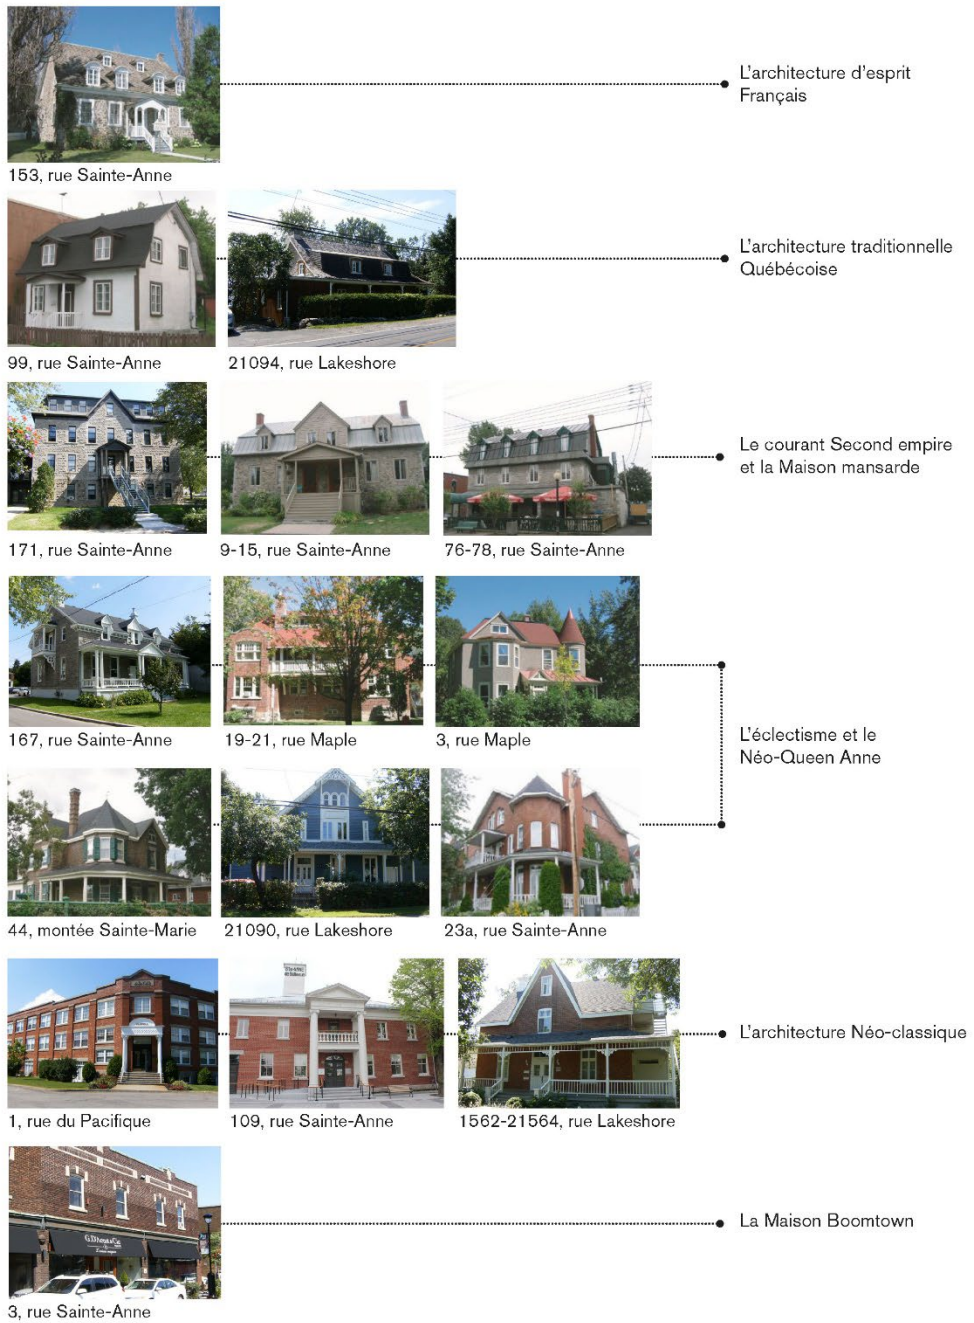 L'architecture d'esprit
Français
153, rue Sainte-Anne
L'architecture traditionnelle
Québécoise
99, rue Sainte-Anne
21094, rue Lakeshore
Le courant Second empire
et la Maison mansarde
171, rue Sainte-Anne
9-15, rue Sainte-Anne
76-78, rue Sainte-Anne
167, rue Sainte-Anne
19-21, rue Maple
3, rue Maple
L'éclectisme et le
Néo-Queen Anne
44, montée Sainte-Marie
21090, rue Lakeshore
23a, rue Sainte-Anne
L'architecture Néo-classique
1, rue du Pacifique
109, rue Sainte-Anne
1562-21564, rue Lakeshore
La Maison Boomtown
3, rue Sainte-Anne